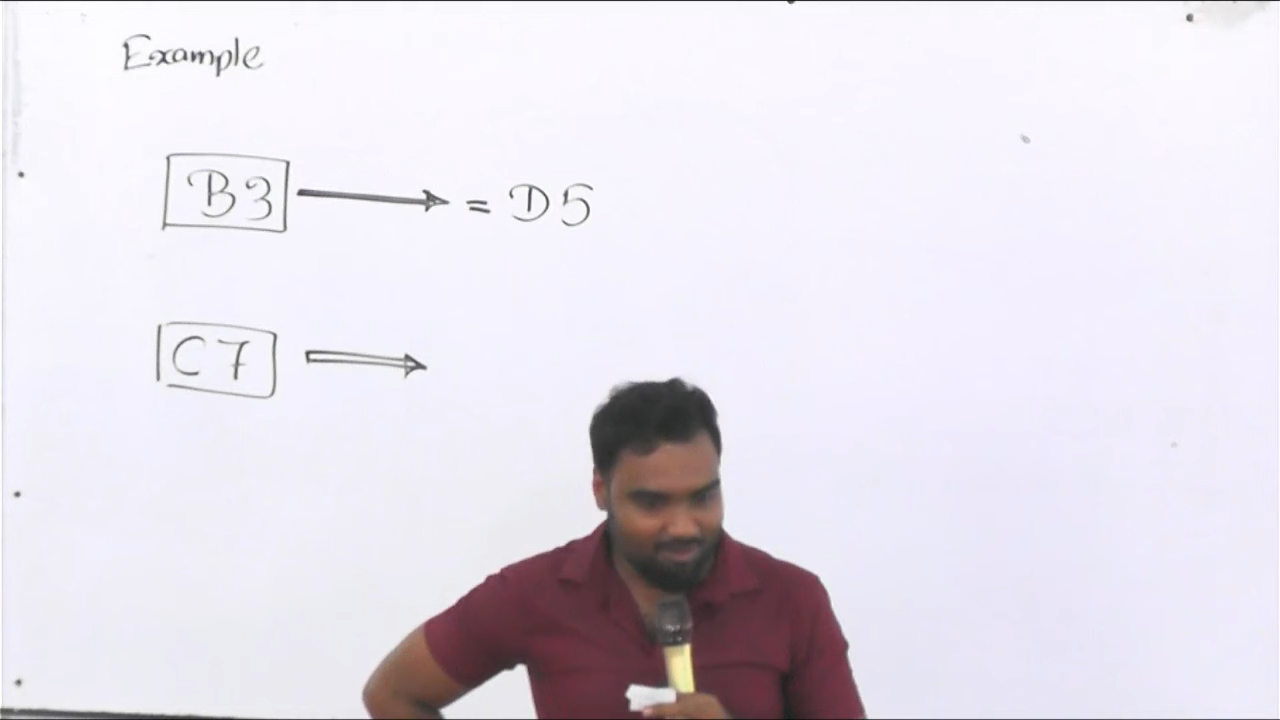 Example
B3 → = D5
C7 ⇒